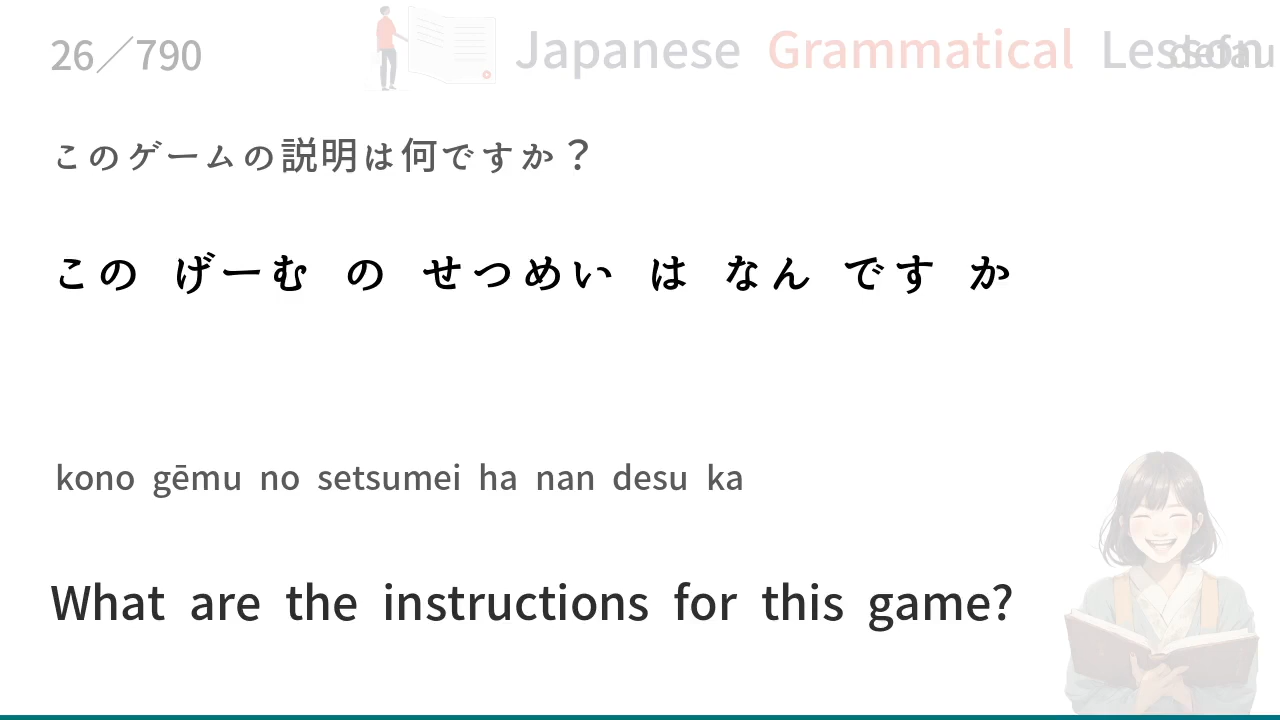 26／790
Japanese Grammatical Lesson
このゲームの説明は何ですか？
この げーむ の せつめい は なん です か
kono gēmu no setsumei ha nan desu ka
What are the instructions for this game?